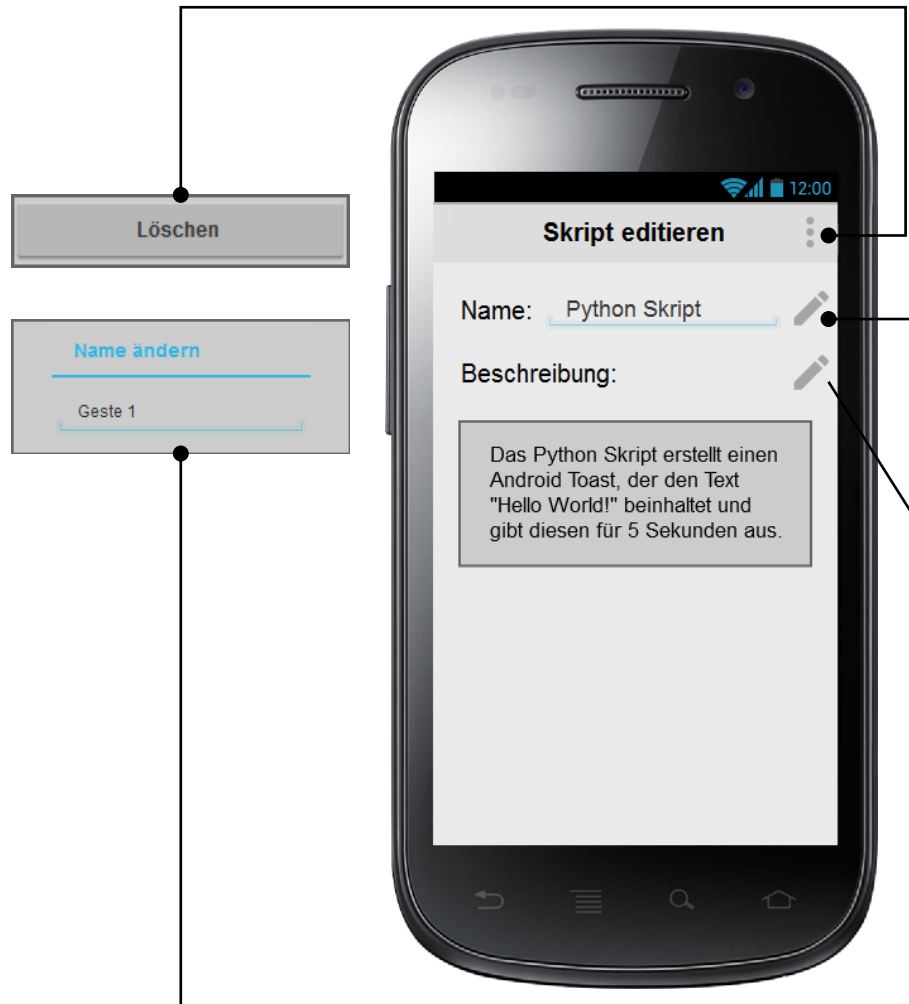 12:00
Löschen
Skript editieren
Name: Python Skript
Name ändern
Geste 1
Beschreibung:
Das Python Skript erstellt einen
Android Toast, der den Text
"Hello World!" beinhaltet und
gibt diesen für 5 Sekunden aus.